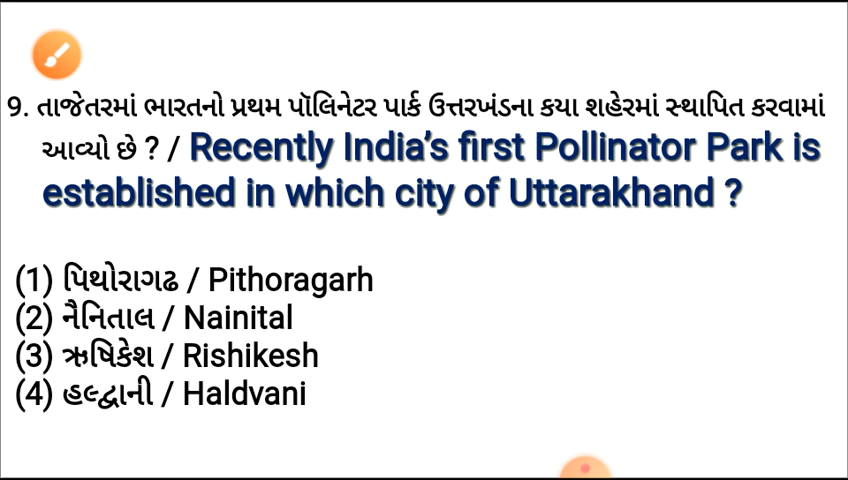 9. તાજેતરમાં ભારતનો પ્રથમ પૉલિનેટર પાર્ક ઉત્તરખંડના કયા શહેરમાં સ્થાપિત કરવામાં
આવ્યો છે ? / Recently India's first Pollinator Park is
established in which city of Uttarakhand ?
(1) પિથોરાગઢ / Pithoragarh
(2) નૈનિતાલ / Nainital
(3) ઋષિકેશ / Rishikesh
(4) હલ્દ્વાની / Haldvani